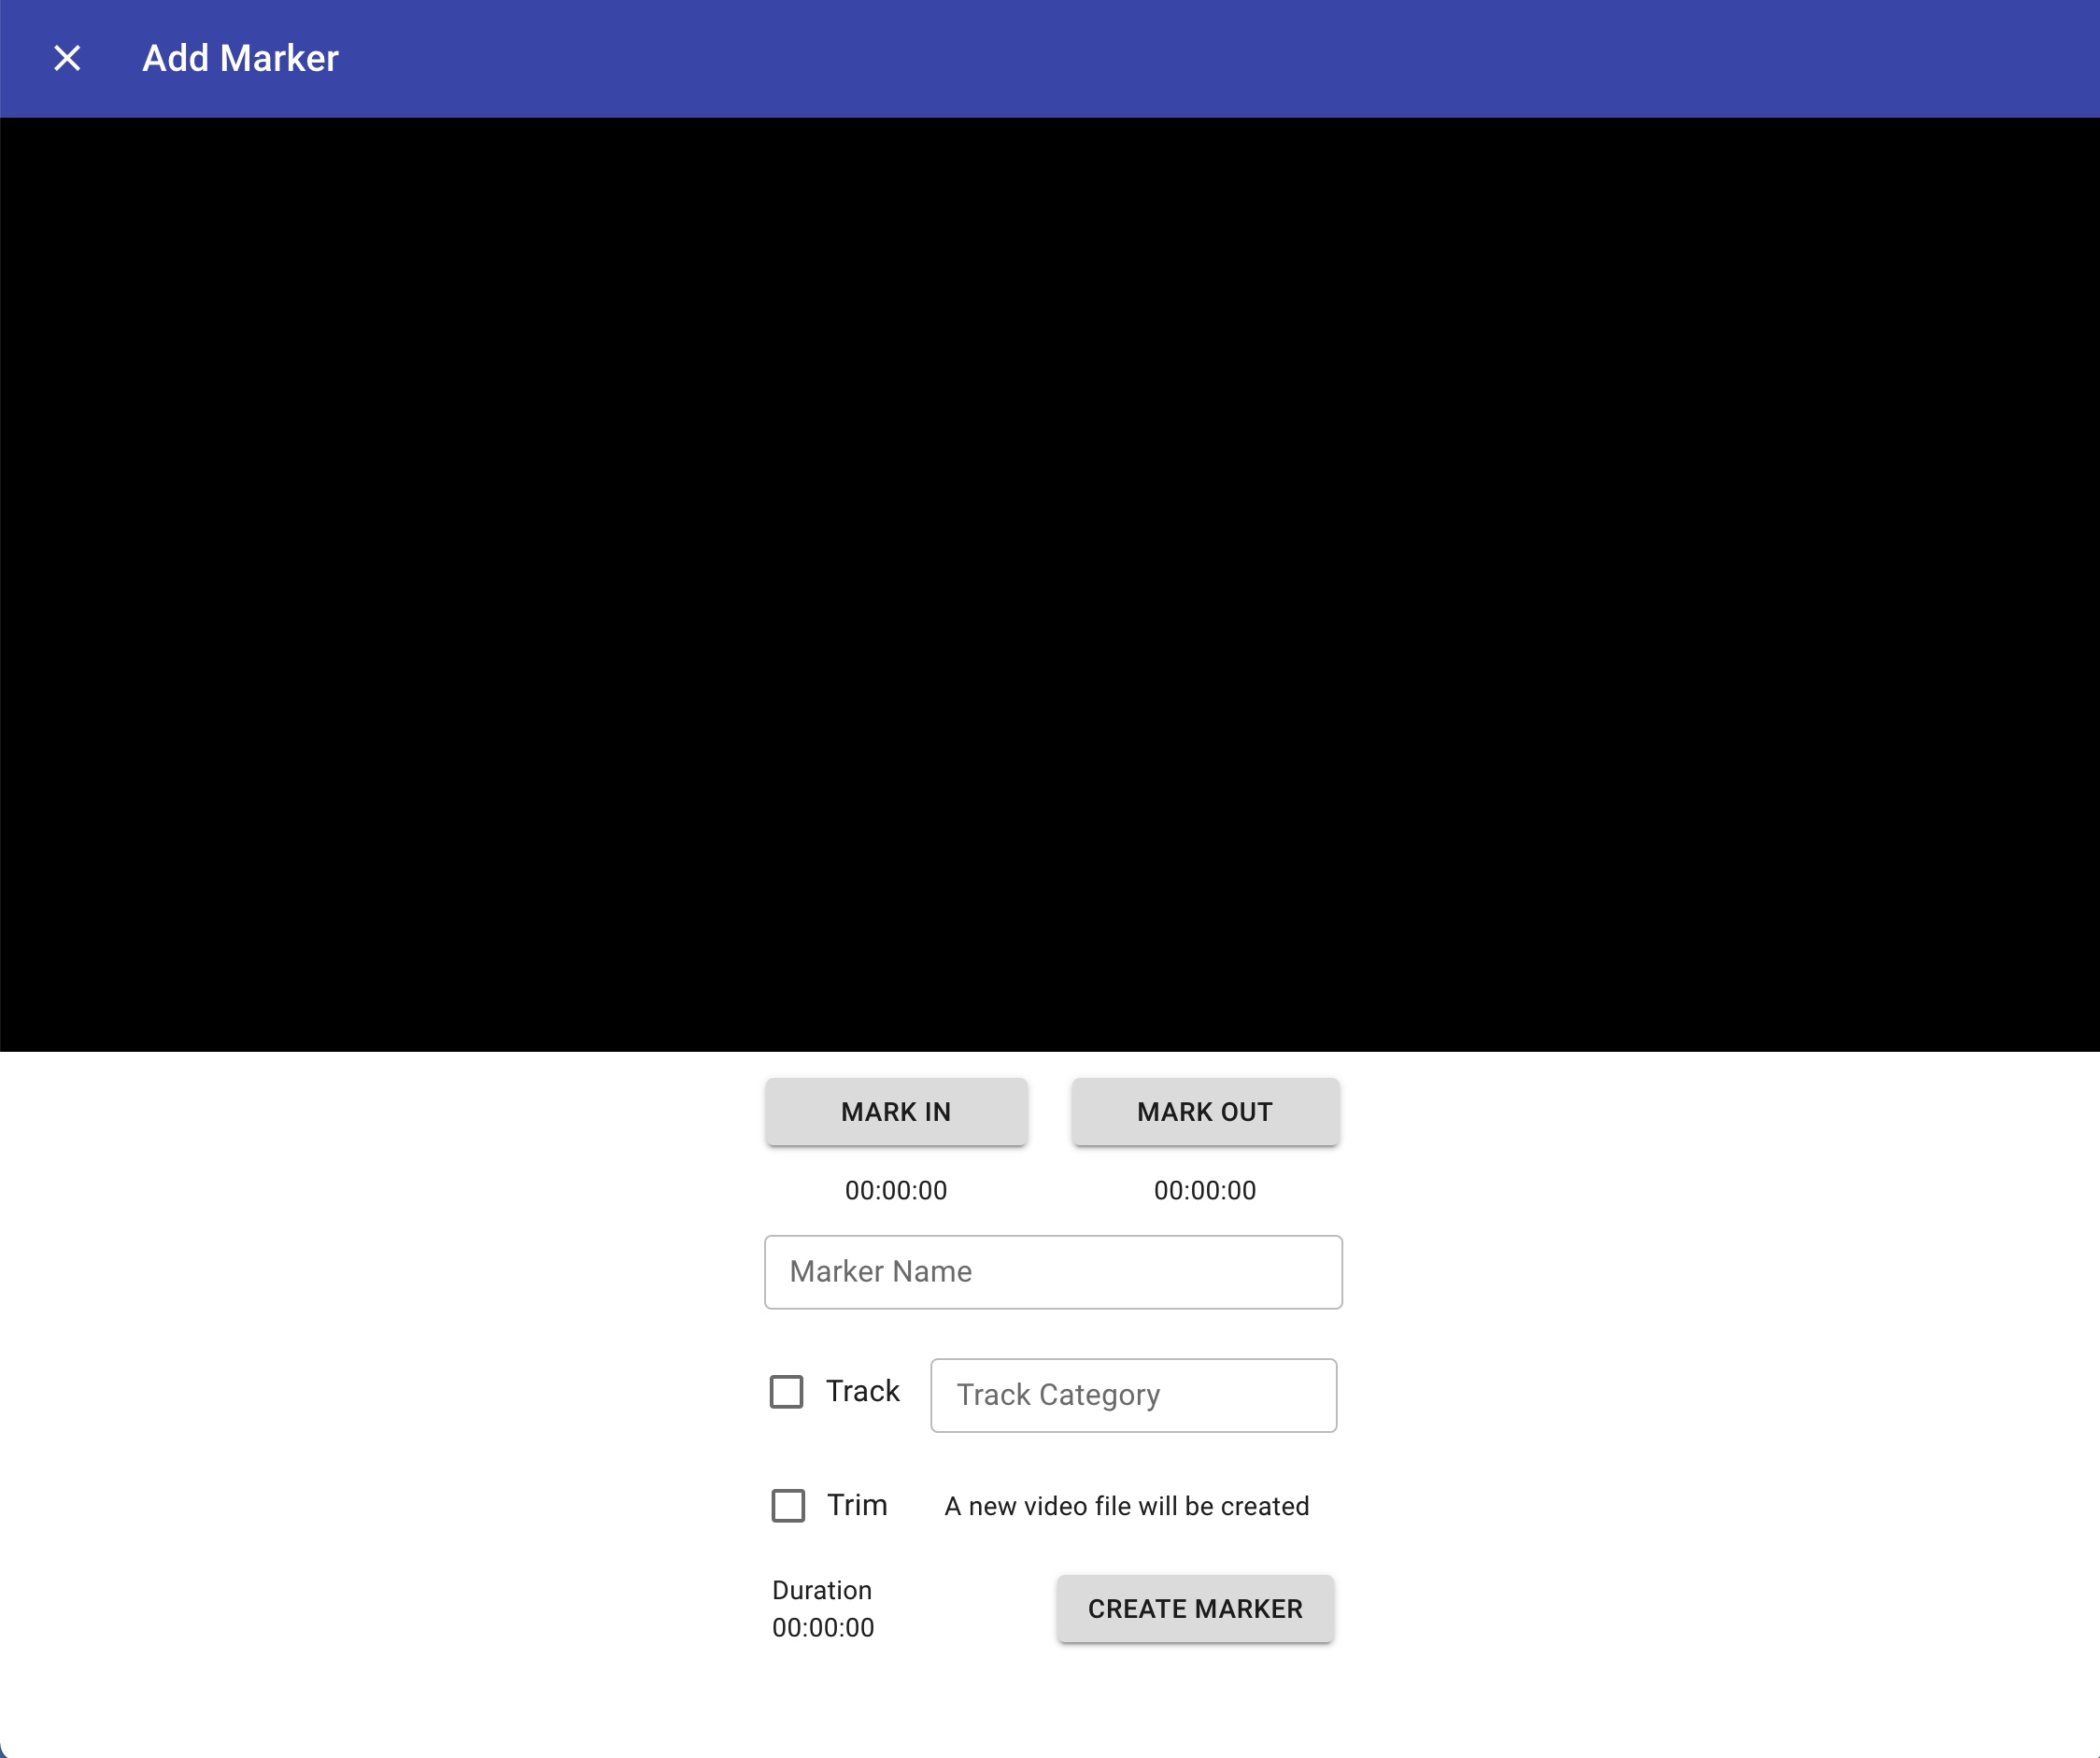 Add Marker
MARK IN MARK OUT
00:00:00 00:00:00
Marker Name
Track Track Category
Trim A new video file will be created
Duration
00:00:00
CREATE MARKER